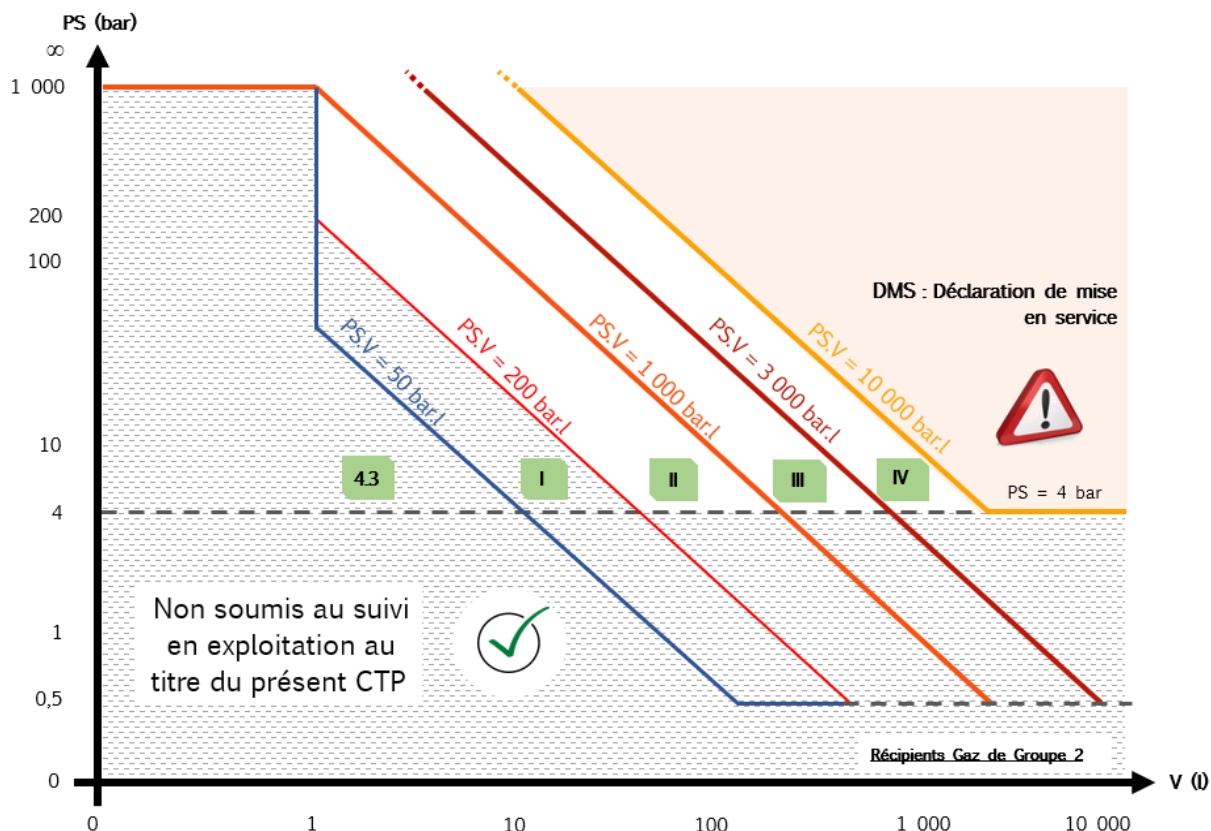 PS (bar)
∞
1 000
200
100
10
4
1
0,5
0
DMS : Déclaration de mise
en service
PS.V = 50 bar.l
PS.V = 200 bar.l
PS.V = 1 000 bar.l
PS.V = 3 000 bar.l
PS.V = 10 000 bar.l
4.3
I
II
III
IV
PS = 4 bar
Non soumis au suivi
en exploitation au
titre du présent CTP
Récipients Gaz de Groupe 2
V (l)
0
1
10
100
1 000
10 000